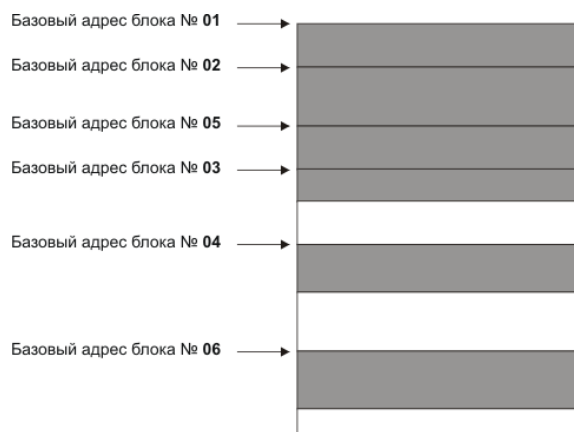 Базовый адрес блока № 01
Базовый адрес блока № 02
Базовый адрес блока № 05
Базовый адрес блока № 03
Базовый адрес блока № 04
Базовый адрес блока № 06